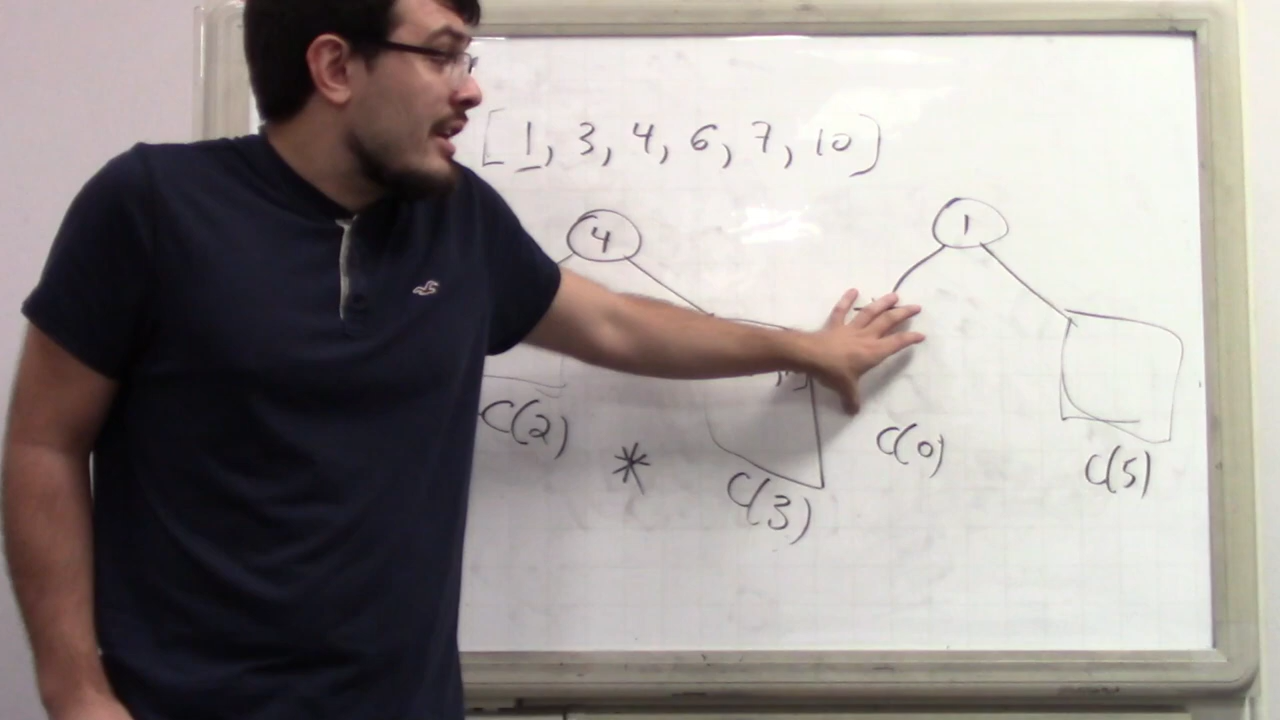 [1, 3, 4, 6, 7, 10]
4 1
C(2) * C(3) C(0) C(5)